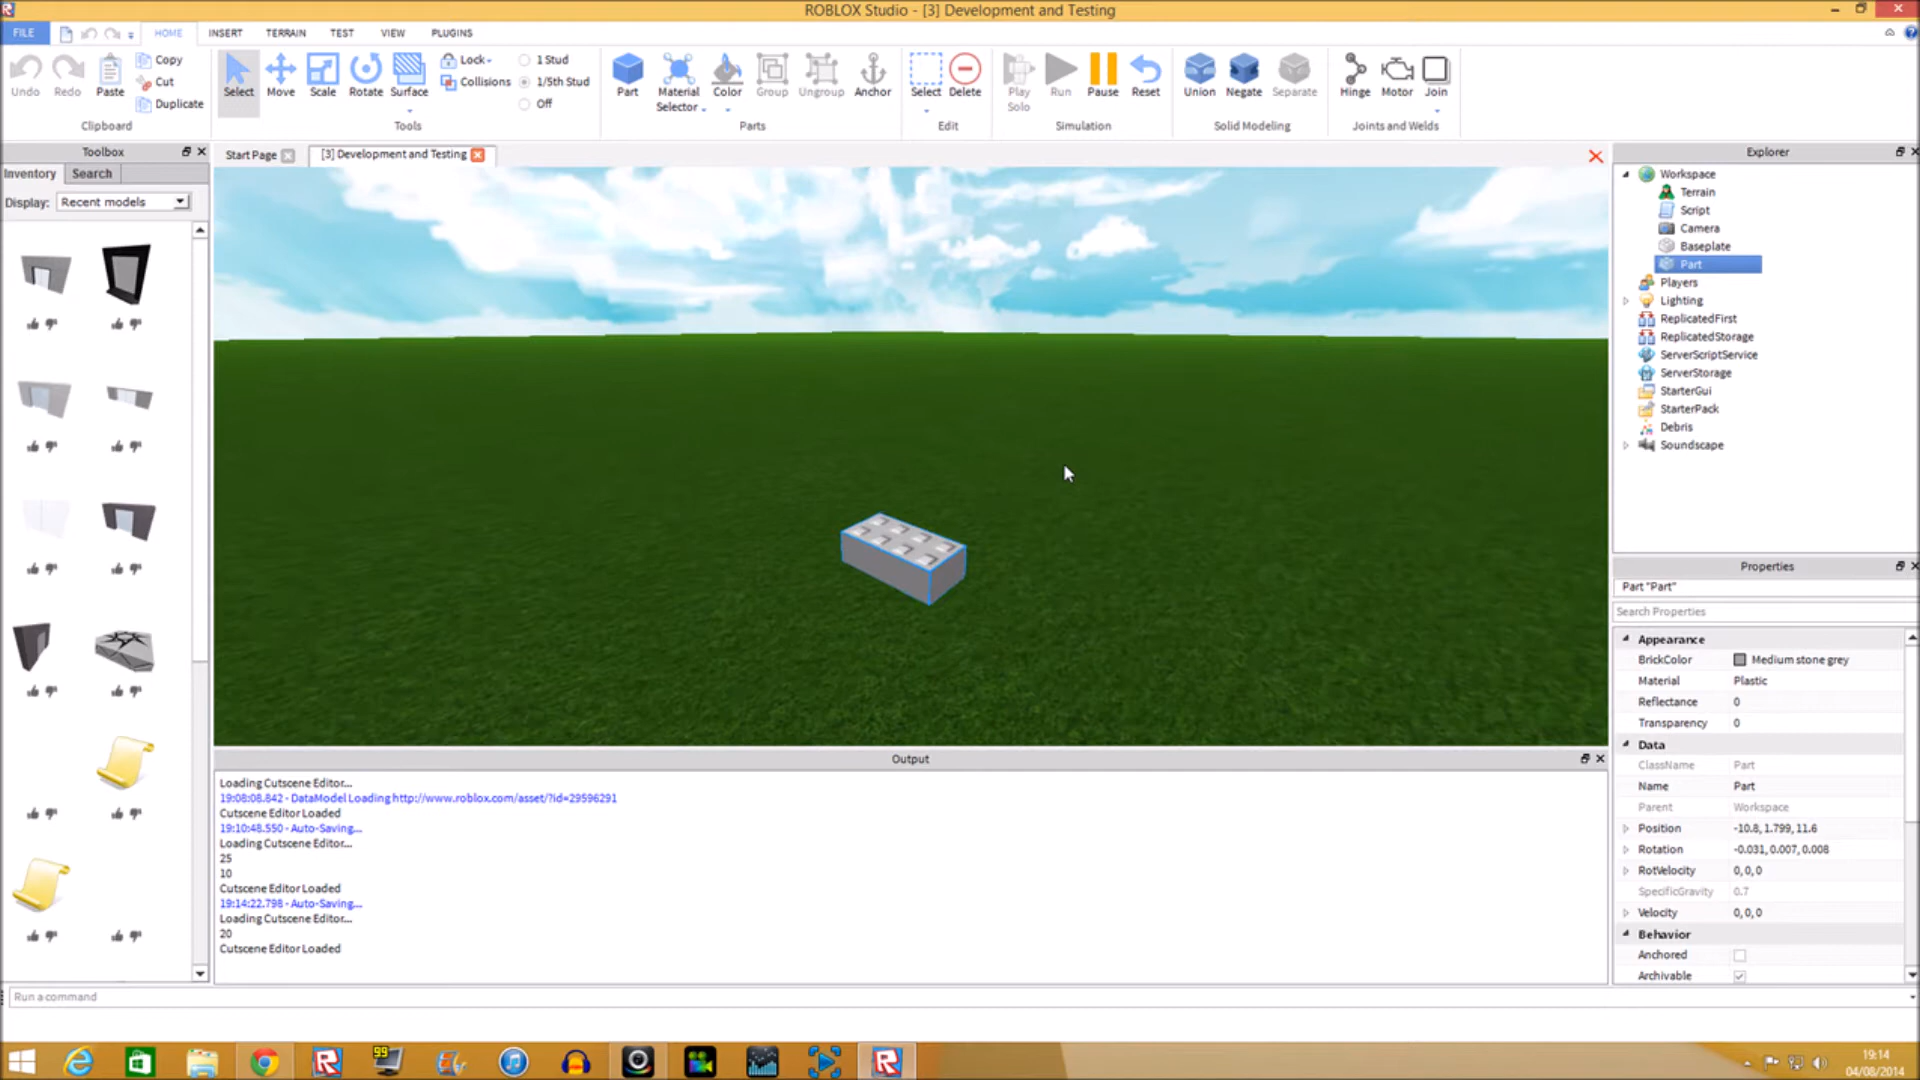 ROBLOX Studio - [3] Development and Testing
FILE HOME INSERT TERRAIN TEST VIEW PLUGINS
Undo Redo Paste Copy Cut Duplicate
Clipboard
Select Move Scale Rotate Surface Lock Collisions 1 Stud 1/5th Stud Off
Tools
Part Material Selector Color Group Ungroup Anchor
Parts
Select Delete
Edit
Play Solo Run Pause Reset
Simulation
Union Negate Separate
Solid Modeling
Hinge Motor Join
Joints and Welds
Toolbox
Inventory Search
Display: Recent models
Start Page [3] Development and Testing
Explorer
Workspace
Terrain
Script
Camera
Baseplate
Part
Players
Lighting
ReplicatedFirst
ReplicatedStorage
ServerScriptService
ServerStorage
StarterGui
StarterPack
Debris
Soundscape
Properties
Part "Part"
Search Properties
Appearance
BrickColor Medium stone grey
Material Plastic
Reflectance 0
Transparency 0
Data
ClassName Part
Name Part
Parent Workspace
Position -10.8, 1.799, 11.6
Rotation -0.031, 0.007, 0.008
RotVelocity 0, 0, 0
SpecificGravity 0.7
Velocity 0, 0, 0
Behavior
Anchored
Archivable
Output
Loading Cutscene Editor...
19:08:08.842 - DataModel Loading http://www.roblox.com/asset/?id=29596291
Cutscene Editor Loaded
19:10:48.550 - Auto-Saving...
Loading Cutscene Editor...
25
10
Cutscene Editor Loaded
19:14:22.798 - Auto-Saving...
Loading Cutscene Editor...
20
Cutscene Editor Loaded
Run a command
99
19:14
04/08/2014